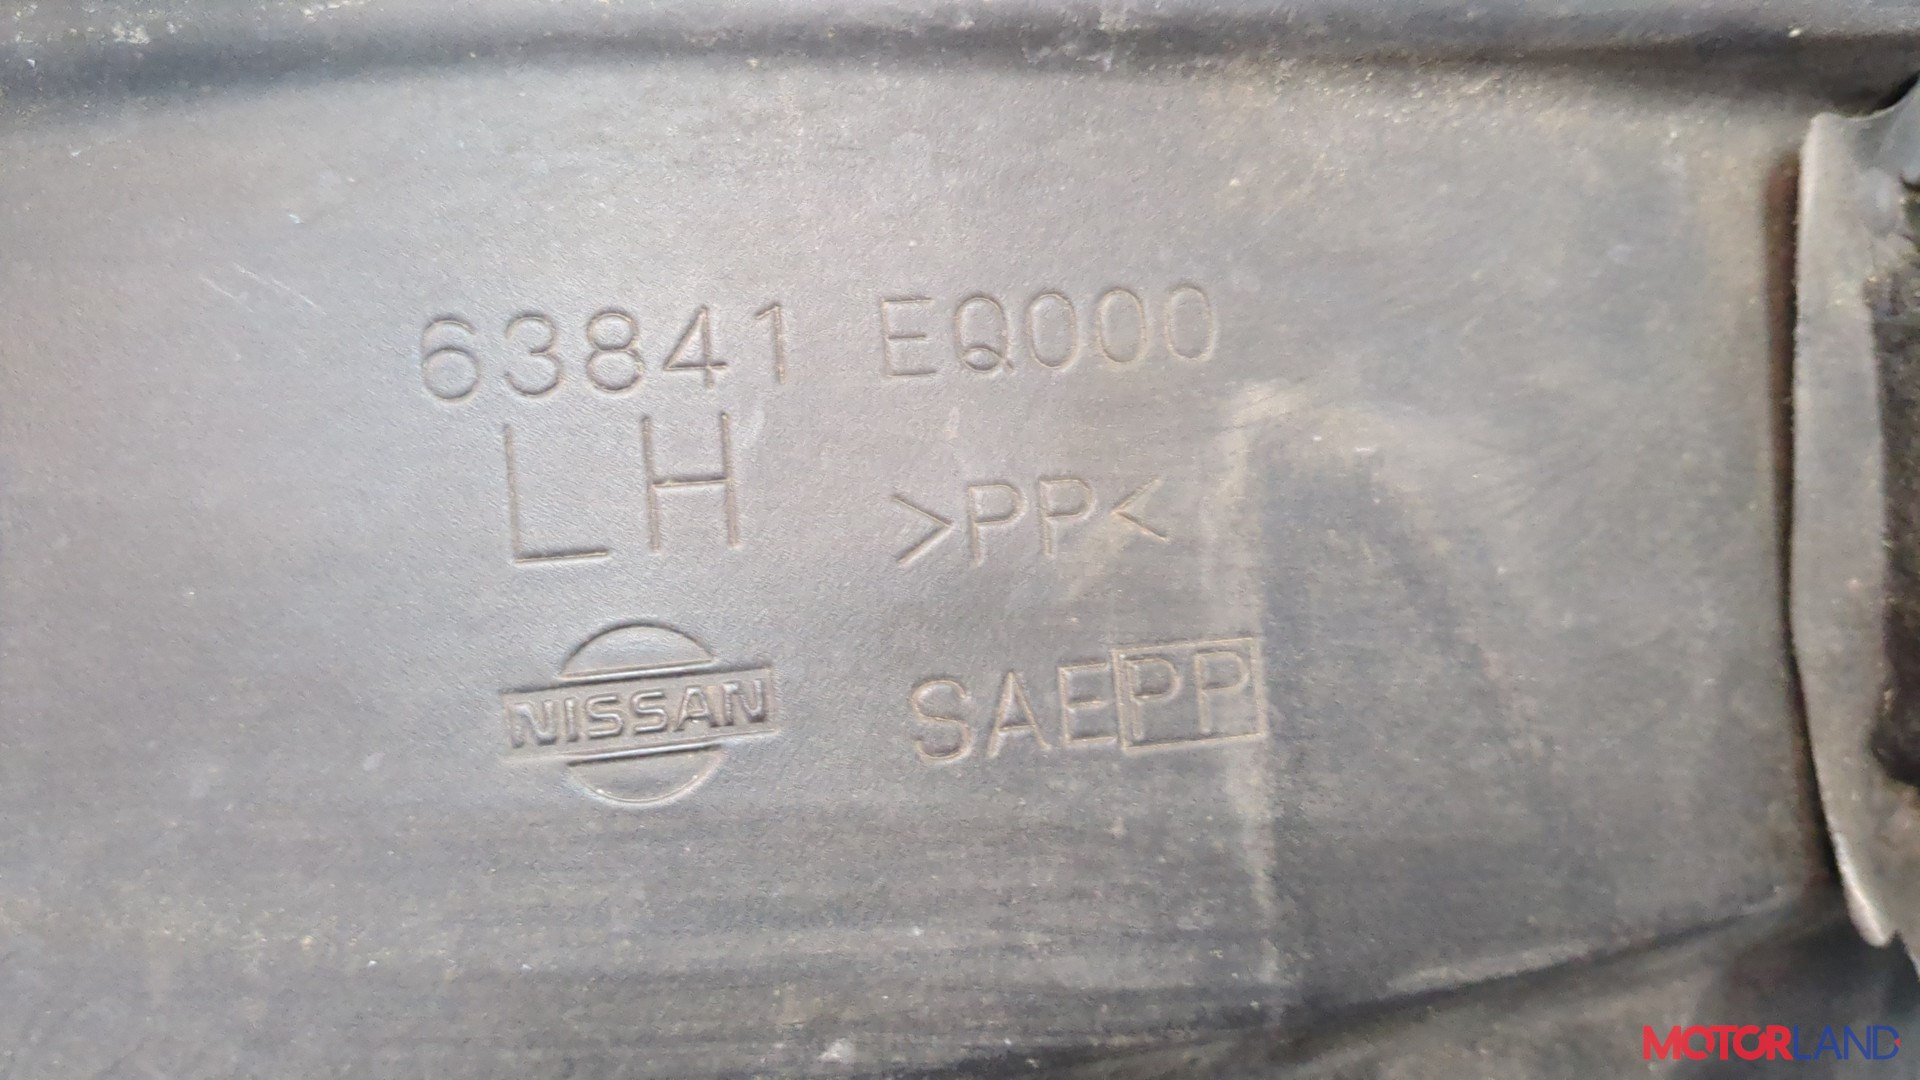 63841 EQ000
LH >PP<
NISSAN SAEPP
MOTORLAND